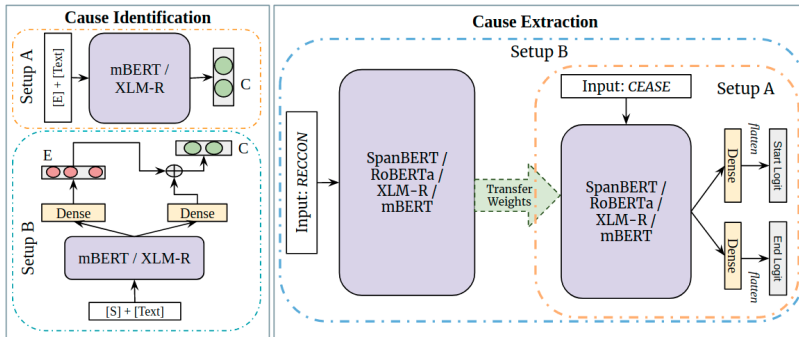 Cause Identification
Setup A
[E] + [Text]
mBERT /
XLM-R
C
Setup B
E
C
Dense
Dense
mBERT / XLM-R
[S] + [Text]
Cause Extraction
Setup B
Input: RECCON
SpanBERT /
RoBERTa /
XLM-R /
mBERT
Transfer
Weights
Setup A
Input: CEASE
SpanBERT /
RoBERTa /
XLM-R /
mBERT
Dense
flatten
Start Logit
Dense
flatten
End Logit